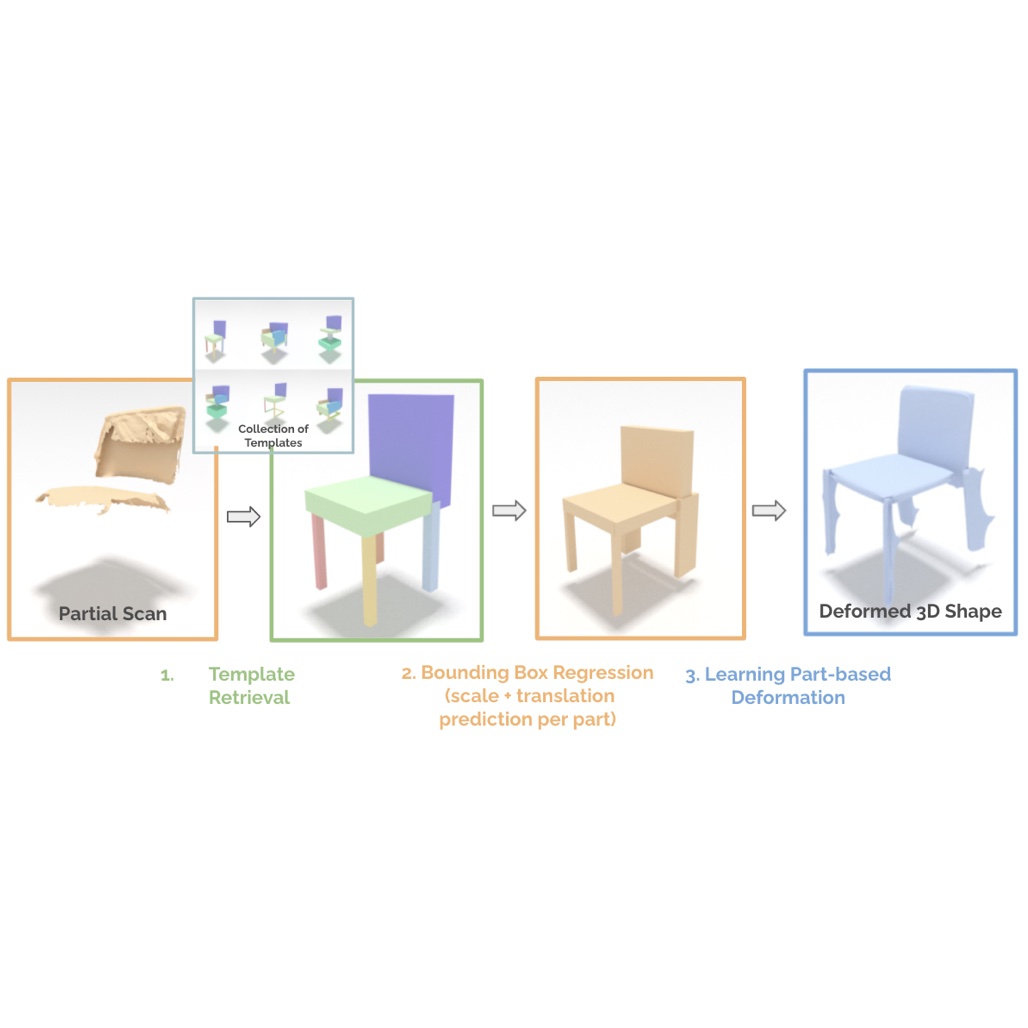 Collection of
Templates
Partial Scan
Deformed 3D Shape
1. Template
Retrieval
2. Bounding Box Regression
(scale + translation
prediction per part)
3. Learning Part-based
Deformation